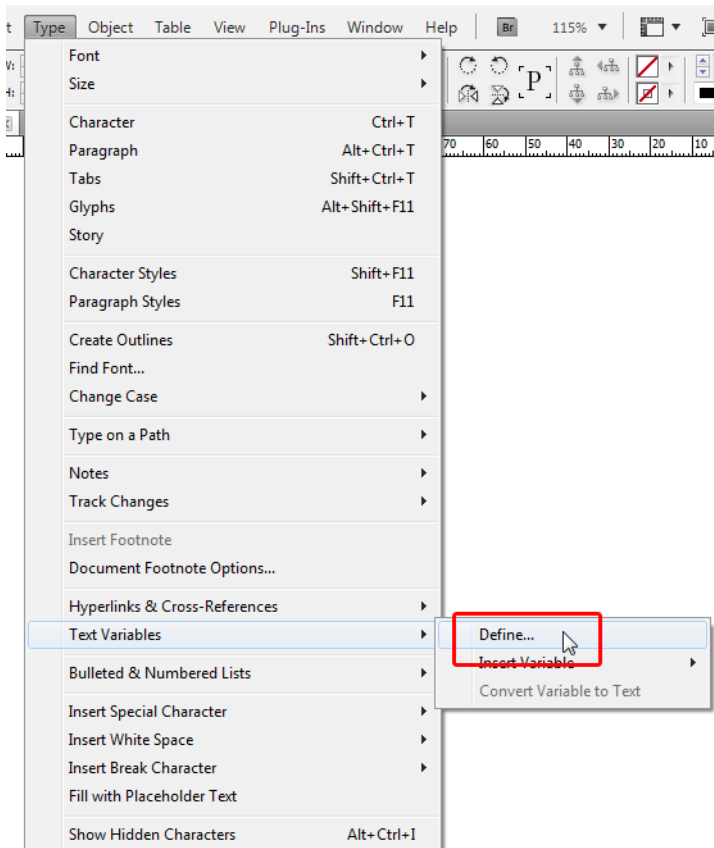 t Type Object Table View Plug-Ins Window Help Br 115%
W:
H:
P
70 60 50 40 30 20 10
Font
Size
Character Ctrl+T
Paragraph Alt+Ctrl+T
Tabs Shift+Ctrl+T
Glyphs Alt+Shift+F11
Story
Character Styles Shift+F11
Paragraph Styles F11
Create Outlines Shift+Ctrl+O
Find Font...
Change Case
Type on a Path
Notes
Track Changes
Insert Footnote
Document Footnote Options...
Hyperlinks & Cross-References
Text Variables
Define...
Insert Variable
Convert Variable to Text
Bulleted & Numbered Lists
Insert Special Character
Insert White Space
Insert Break Character
Fill with Placeholder Text
Show Hidden Characters Alt+Ctrl+I